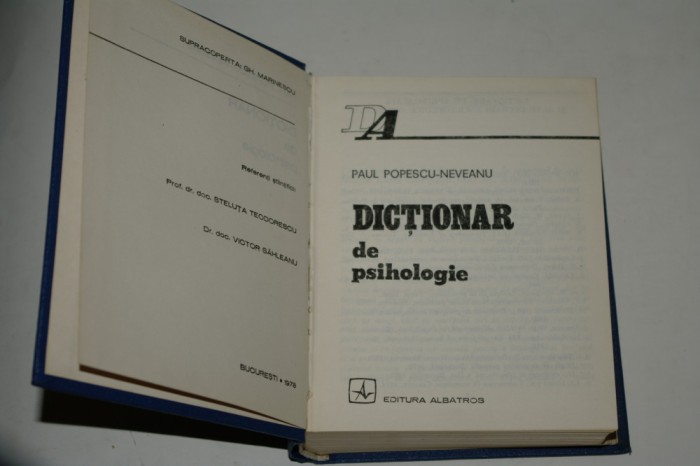 SUPRACOPERTA: GH. MARINESCU
Referenți științifici:
Prof. dr. doc. STELUȚA TEODORESCU
Dr. doc. VICTOR SĂHLEANU
BUCUREȘTI • 1978
DA
PAUL POPESCU-NEVEANU
DICȚIONAR
de
psihologie
EDITURA ALBATROS